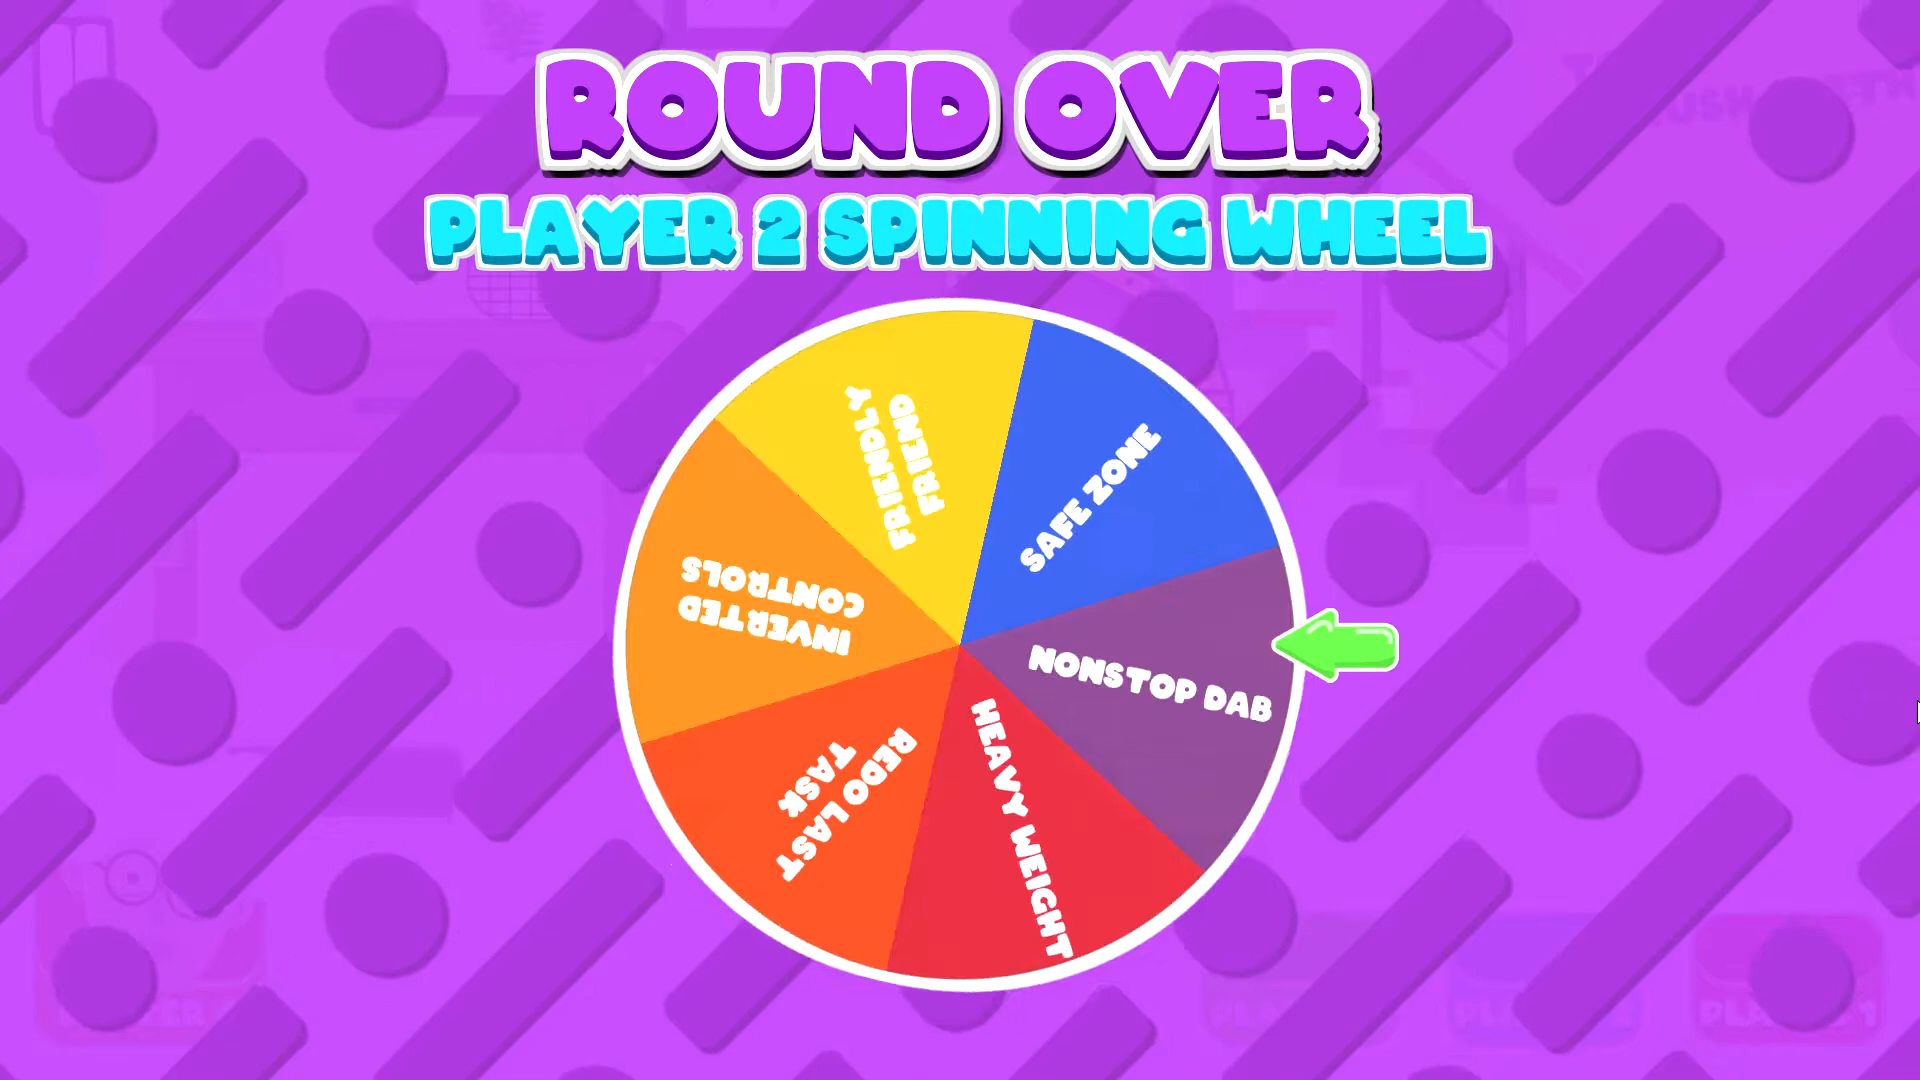 ROUND OVER
PLAYER 2 SPINNING WHEEL
FRIENDLY
FRIEND
SAFE ZONE
NONSTOP DAB
HEAVY WEIGHT
REDO LAST
TASK
INVERTED
CONTROLS